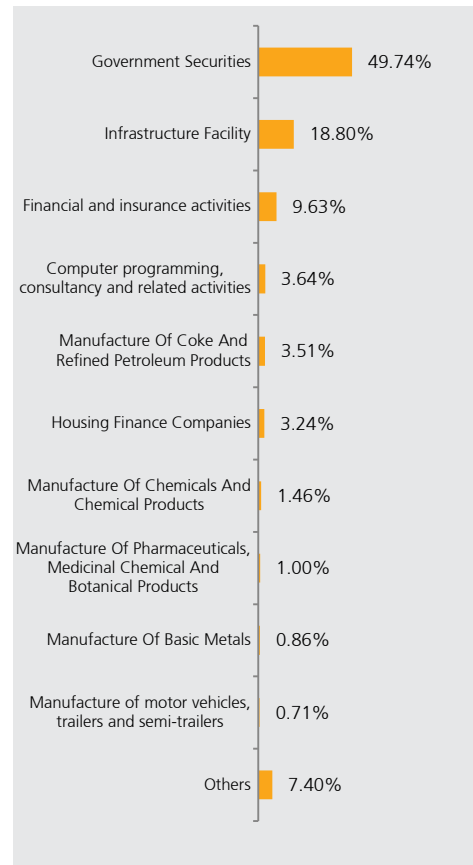 Government Securities 49.74%
Infrastructure Facility 18.80%
Financial and insurance activities 9.63%
Computer programming,
consultancy and related activities 3.64%
Manufacture Of Coke And
Refined Petroleum Products 3.51%
Housing Finance Companies 3.24%
Manufacture Of Chemicals And
Chemical Products 1.46%
Manufacture Of Pharmaceuticals,
Medicinal Chemical And
Botanical Products 1.00%
Manufacture Of Basic Metals 0.86%
Manufacture of motor vehicles,
trailers and semi-trailers 0.71%
Others 7.40%